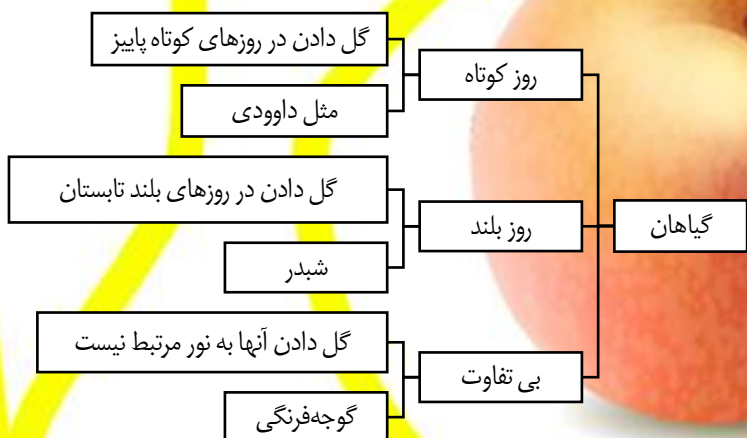 گیاهان
روز کوتاه
گل دادن در روزهای کوتاه پاییز
مثل داوودی
روز بلند
گل دادن در روزهای بلند تابستان
شبدر
بی تفاوت
گل دادن آنها به نور مرتبط نیست
گوجه‌فرنگی